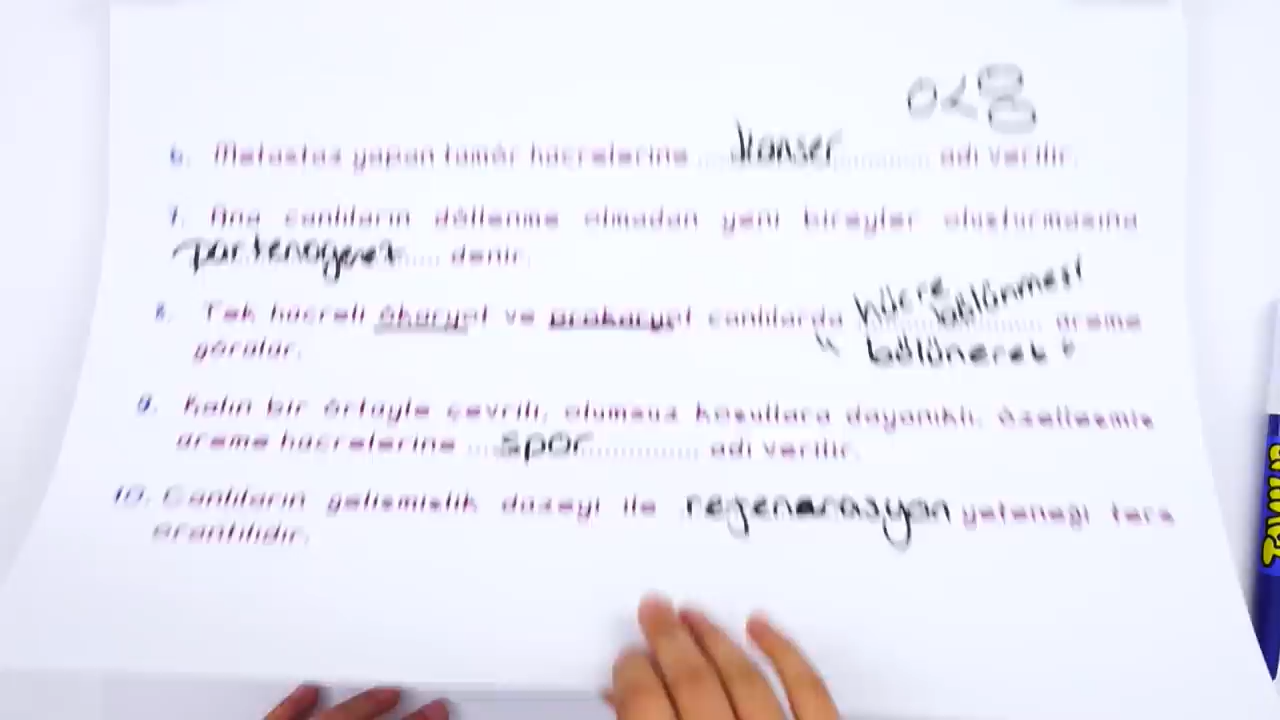 6. Metastaz yapan tümör hücrelerine ....kanser.... adı verilir.
7. Ana canlıların döllenme olmadan yeni bireyler oluşturmasına
partenogenez.... denir.
8. Tek hücreli ökaryot ve prokaryot canlılarda hücre bölünmesi üreme
görülür. bölünerek
9. Kalın bir örtüyle çevrili, olumsuz koşullara dayanıklı, özelleşmiş
üreme hücrelerine ....spor.... adı verilir.
10. Canlıların gelişmişlik düzeyi ile regenerasyon yeteneği ters
orantılıdır.